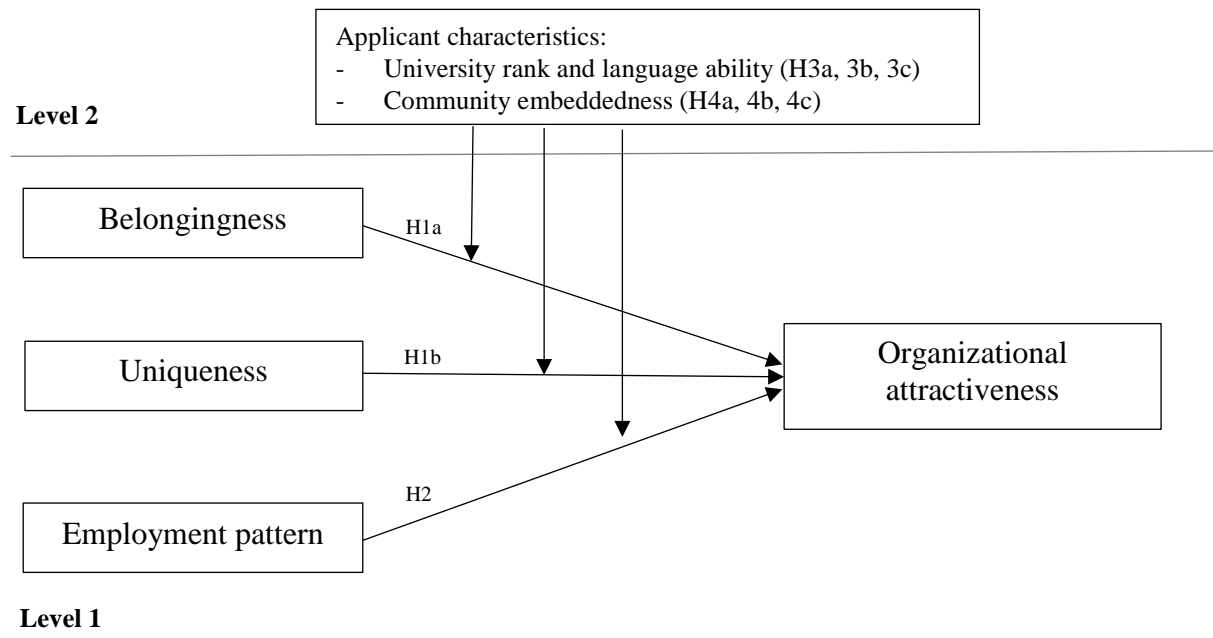 Applicant characteristics:
- University rank and language ability (H3a, 3b, 3c)
- Community embeddedness (H4a, 4b, 4c)
Level 2
Belongingness
H1a
Uniqueness
H1b
Organizational
attractiveness
H2
Employment pattern
Level 1